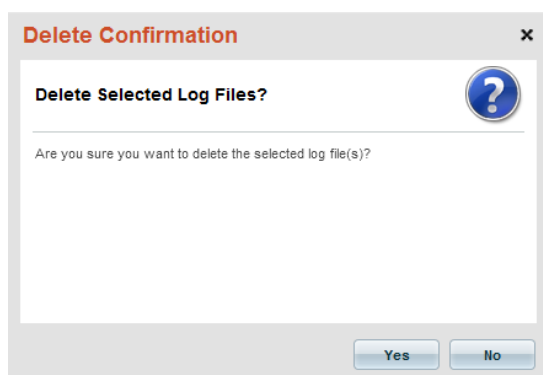 Delete Confirmation
Delete Selected Log Files?
Are you sure you want to delete the selected log file(s)?
Yes No